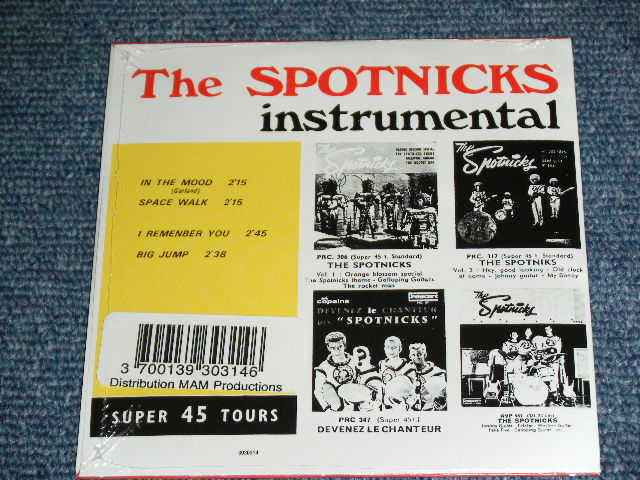 The SPOTNICKS
instrumental
IN THE MOOD 2'15
(Garland)
SPACE WALK 2'15
I REMENBER YOU 2'45
BIG JUMP 2'38
3 700139 303146
Distribution MAM Productions
SUPER 45 TOURS
3930314
The Spotnicks
PRC. 306 (Super 45 t. Standard)
THE SPOTNICKS
Vol. 1 : Orange blossom special
The Spotnicks theme - Galloping Guitars
The rocket man
The Spotnicks
PRC. 317 (Super 45 t. Standard)
THE SPOTNIKS
Vol. 2 : Hey, good looking - Old clock
at home - Johnny guitar - My Bonny
copains
DEVENEZ le CHANTEUR
DES "SPOTNICKS"
PRC 347 (Super 45 t.)
DEVENEZ LE CHANTEUR
The Spotnicks
THE SPOTNICKS